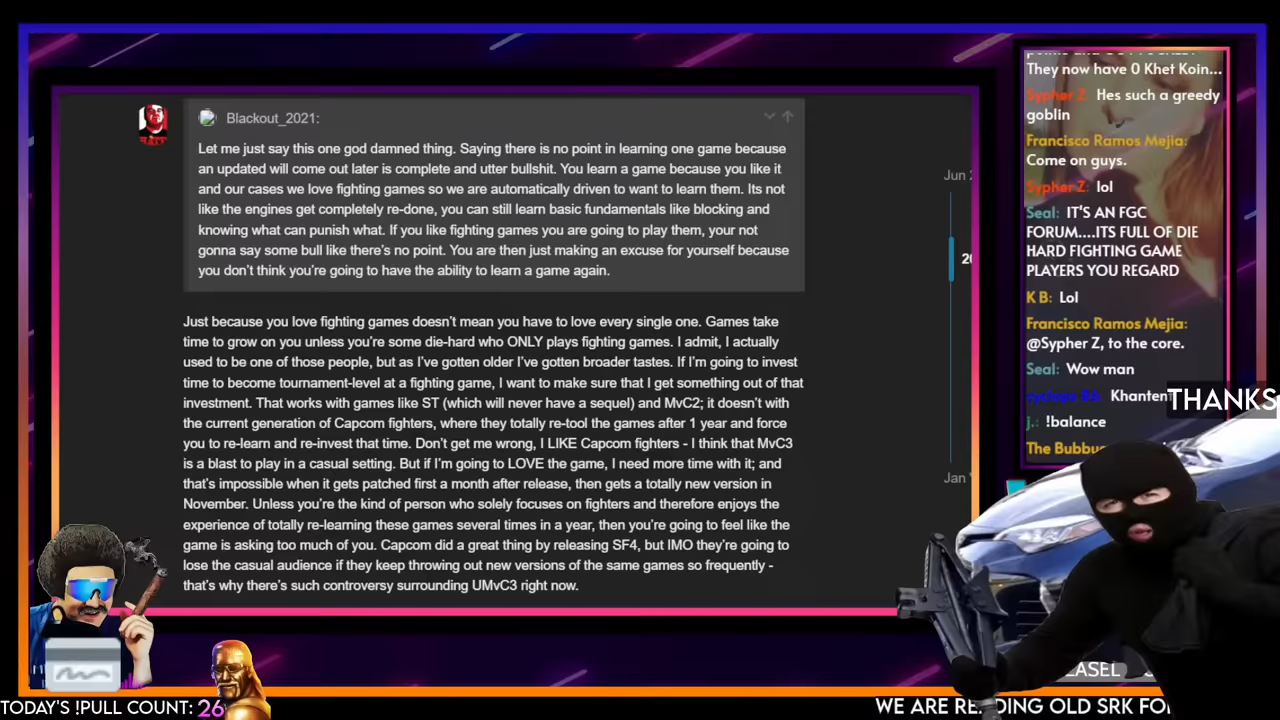 Blackout_2021:
Let me just say this one god damned thing. Saying there is no point in learning one game because
an updated will come out later is complete and utter bullshit. You learn a game because you like it
and our cases we love fighting games so we are automatically driven to want to learn them. Its not
like the engines get completely re-done, you can still learn basic fundamentals like blocking and
knowing what can punish what. If you like fighting games you are going to play them, your not
gonna say some bull like there's no point. You are then just making an excuse for yourself because
you don't think you're going to have the ability to learn a game again.
Just because you love fighting games doesn't mean you have to love every single one. Games take
time to grow on you unless you're some die-hard who ONLY plays fighting games. I admit, I actually
used to be one of those people, but as I've gotten older I've gotten broader tastes. If I'm going to invest
time to become tournament-level at a fighting game, I want to make sure that I get something out of that
investment. That works with games like ST (which will never have a sequel) and MvC2; it doesn't with
the current generation of Capcom fighters, where they totally re-tool the games after 1 year and force
you to re-learn and re-invest that time. Don't get me wrong, I LIKE Capcom fighters - I think that MvC3
is a blast to play in a casual setting. But if I'm going to LOVE the game, I need more time with it; and
that's impossible when it gets patched first a month after release, then gets a totally new version in
November. Unless you're the kind of person who solely focuses on fighters and therefore enjoys the
experience of totally re-learning these games several times in a year, then you're going to feel like the
game is asking too much of you. Capcom did a great thing by releasing SF4, but IMO they're going to
lose the casual audience if they keep throwing out new versions of the same games so frequently -
that's why there's such controversy surrounding UMvC3 right now.
Jun 2
20
Jan
They now have 0 Khet Koin...
Sypher Z: Hes such a greedy
goblin
Francisco Ramos Mejia:
Come on guys.
Sypher Z: lol
Seal: IT'S AN FGC
FORUM....ITS FULL OF DIE
HARD FIGHTING GAME
PLAYERS YOU REGARD
K B: Lol
Francisco Ramos Mejia:
@Sypher Z, to the core.
Seal: Wow man
cyclops 86: Khanten
j.: !balance
The Bubbu
THANKS
TODAY'S !PULL COUNT: 26
WE ARE RE DING OLD SRK FO